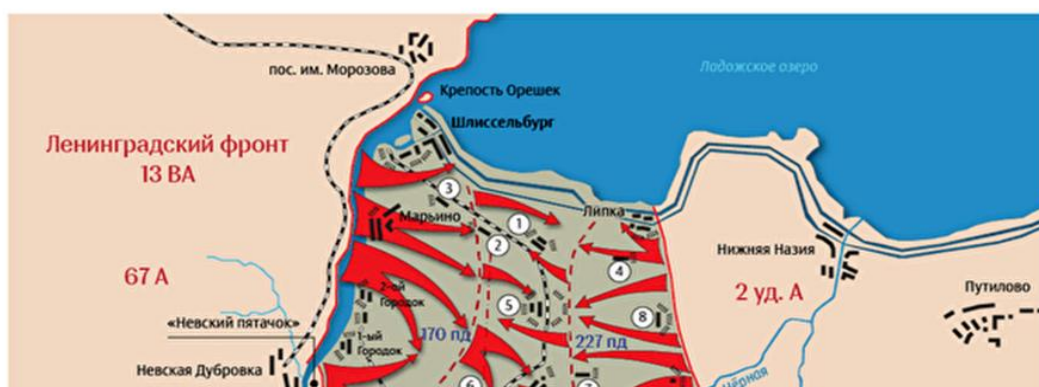 Ладожское озеро
пос. им. Морозова
Крепость Орешек
Шлиссельбург
Ленинградский фронт
13 ВА
3
Марьино
1
Липка
2
Нижняя Назия
4
67 А
2 уд. А
2-ой
Городок
Путилово
5
8
«Невский пятачок»
170 пд
227 пд
1-ый
Городок
Невская Дубровка
6
7
Чёрная